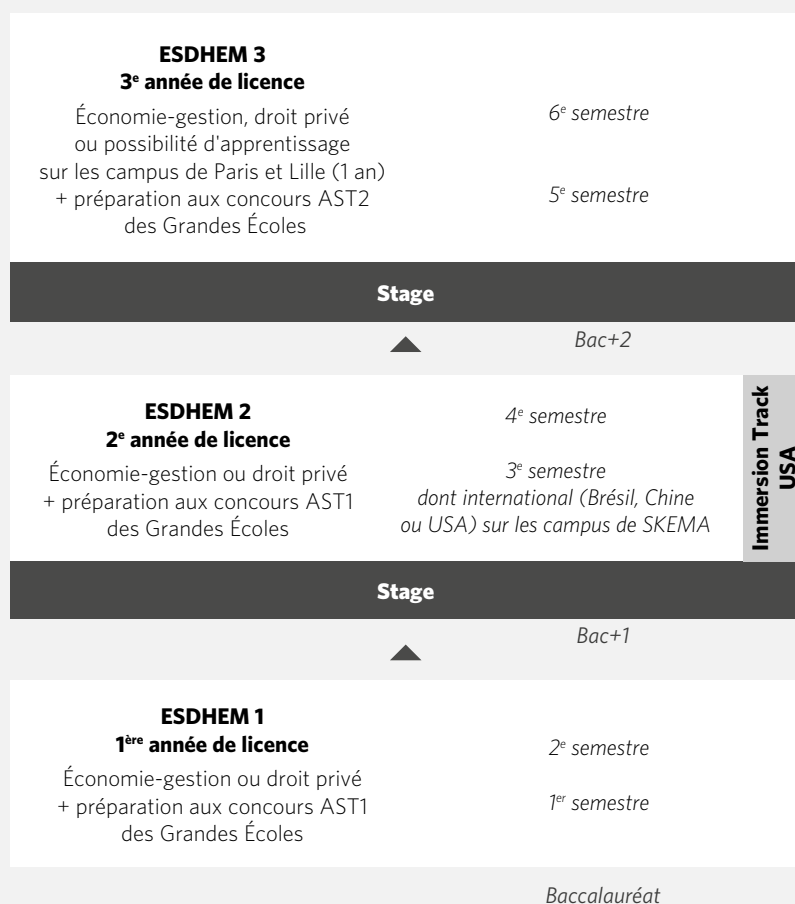 ESDHEM 3
3e année de licence
Économie-gestion, droit privé
ou possibilité d'apprentissage
sur les campus de Paris et Lille (1 an)
+ préparation aux concours AST2
des Grandes Écoles
6e semestre
5e semestre
Stage
Bac+2
ESDHEM 2
2e année de licence
Économie-gestion ou droit privé
+ préparation aux concours AST1
des Grandes Écoles
4e semestre
3e semestre
dont international (Brésil, Chine
ou USA) sur les campus de SKEMA
Immersion Track
USA
Stage
Bac+1
ESDHEM 1
1ère année de licence
Économie-gestion ou droit privé
+ préparation aux concours AST1
des Grandes Écoles
2e semestre
1er semestre
Baccalauréat